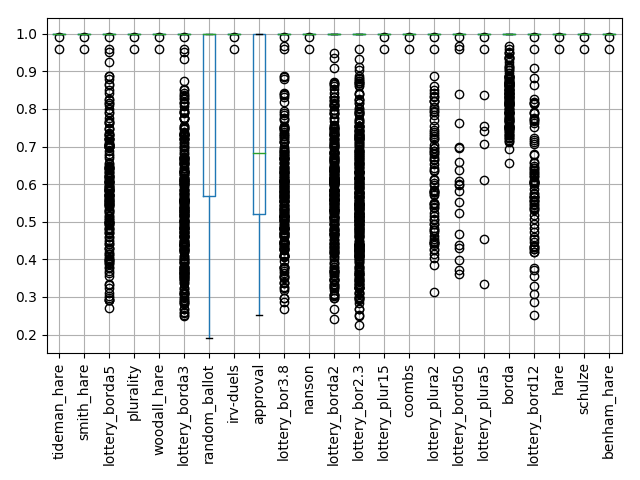 1.0
0.9
0.8
0.7
0.6
0.5
0.4
0.3
0.2
tideman_hare
smith_hare
lottery_borda5
plurality
woodall_hare
lottery_borda3
random_ballot
irv-duels
approval
lottery_bor3.8
nanson
lottery_borda2
lottery_bor2.3
lottery_plur15
coombs
lottery_plura2
lottery_bord50
lottery_plura5
borda
lottery_bord12
hare
schulze
benham_hare